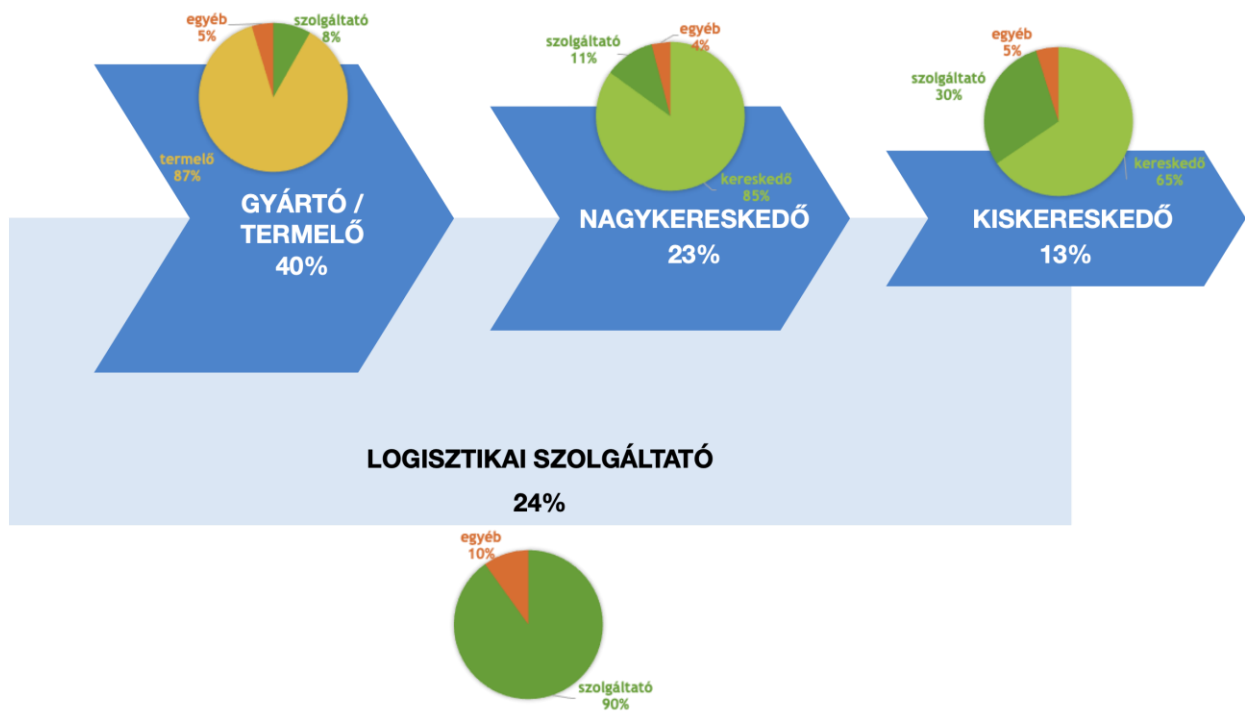 egyéb
5%
szolgáltató
8%
termelő
87%
GYÁRTÓ /
TERMELŐ
40%
szolgáltató
11%
egyéb
4%
kereskedő
85%
NAGYKERESKEDŐ
23%
egyéb
5%
szolgáltató
30%
kereskedő
65%
KISKERESKEDŐ
13%
LOGISZTIKAI SZOLGÁLTATÓ
24%
egyéb
10%
szolgáltató
90%